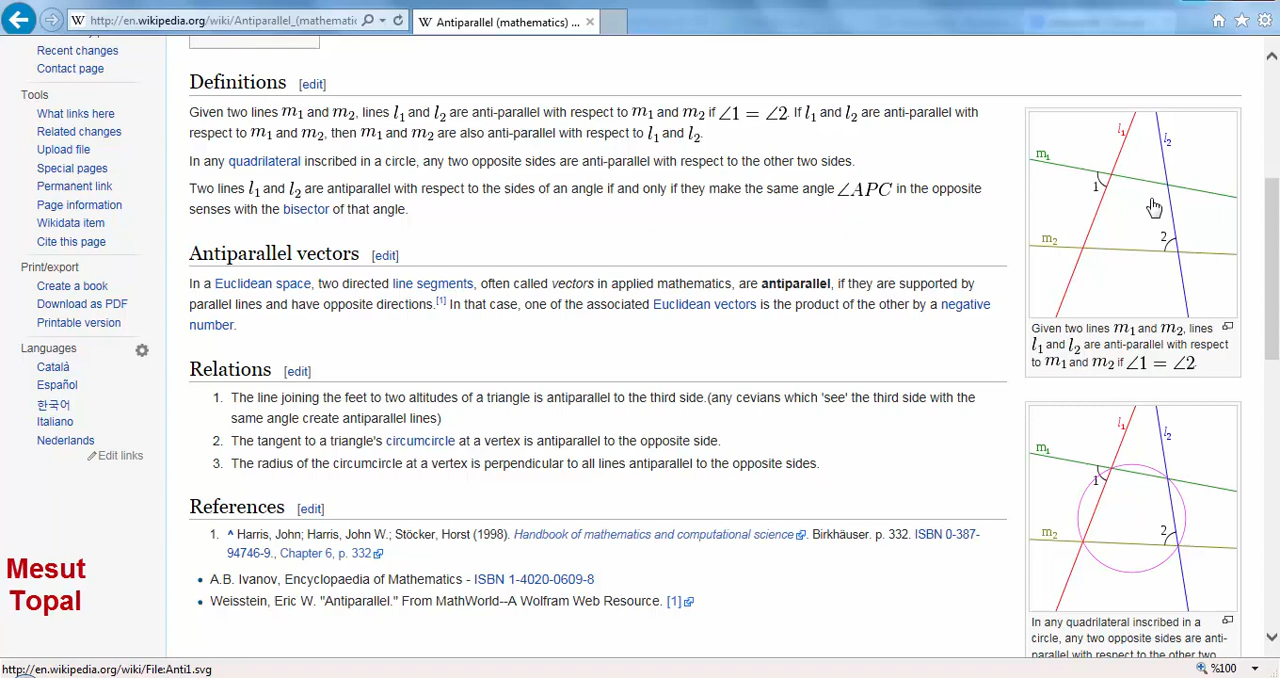 http://en.wikipedia.org/wiki/Antiparallel_(mathematic
W Antiparallel (mathematics) ... ×
Recent changes
Contact page
Tools
What links here
Related changes
Upload file
Special pages
Permanent link
Page information
Wikidata item
Cite this page
Print/export
Create a book
Download as PDF
Printable version
Languages
Català
Español
한국어
Italiano
Nederlands
Edit links
Mesut
Topal
Definitions [edit]
Given two lines m₁ and m₂, lines l₁ and l₂ are anti-parallel with respect to m₁ and m₂ if ∠1 = ∠2. If l₁ and l₂ are anti-parallel with
respect to m₁ and m₂, then m₁ and m₂ are also anti-parallel with respect to l₁ and l₂.
In any quadrilateral inscribed in a circle, any two opposite sides are anti-parallel with respect to the other two sides.
Two lines l₁ and l₂ are antiparallel with respect to the sides of an angle if and only if they make the same angle ∠APC in the opposite
senses with the bisector of that angle.
Antiparallel vectors [edit]
In a Euclidean space, two directed line segments, often called vectors in applied mathematics, are antiparallel, if they are supported by
parallel lines and have opposite directions.[1] In that case, one of the associated Euclidean vectors is the product of the other by a negative
number.
Relations [edit]
1. The line joining the feet to two altitudes of a triangle is antiparallel to the third side.(any cevians which 'see' the third side with the
same angle create antiparallel lines)
2. The tangent to a triangle's circumcircle at a vertex is antiparallel to the opposite side.
3. The radius of the circumcircle at a vertex is perpendicular to all lines antiparallel to the opposite sides.
References [edit]
1. ^ Harris, John; Harris, John W.; Stöcker, Horst (1998). Handbook of mathematics and computational science. Birkhäuser. p. 332. ISBN 0-387-
94746-9., Chapter 6, p. 332
• A.B. Ivanov, Encyclopaedia of Mathematics - ISBN 1-4020-0609-8
• Weisstein, Eric W. "Antiparallel." From MathWorld--A Wolfram Web Resource. [1]
l₁
l₂
m₁
1
m₂
2
Given two lines m₁ and m₂, lines
l₁ and l₂ are anti-parallel with respect
to m₁ and m₂ if ∠1 = ∠2.
l₁
l₂
m₁
1
m₂
2
In any quadrilateral inscribed in a
circle, any two opposite sides are anti-
parallel with respect to the other two
http://en.wikipedia.org/wiki/File:Anti1.svg
%100